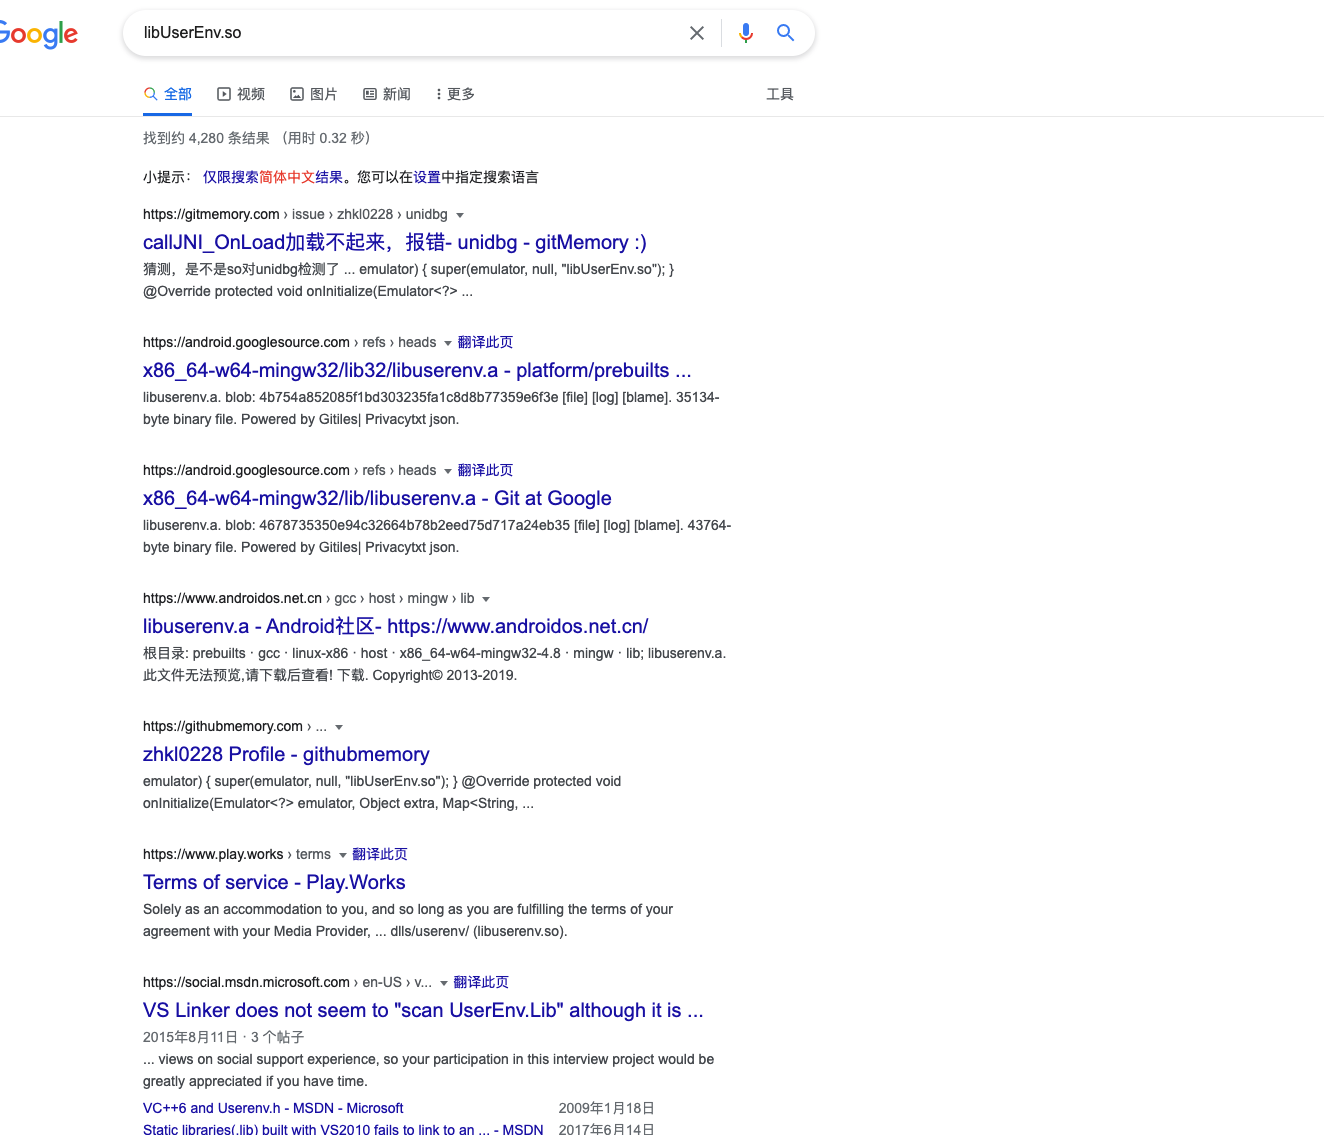 Google
libUserEnv.so
全部 视频 图片 新闻 更多 工具
找到约 4,280 条结果 （用时 0.32 秒）
小提示： 仅限搜索简体中文结果。您可以在设置中指定搜索语言
https://gitmemory.com › issue › zhkl0228 › unidbg
callJNI_OnLoad加载不起来，报错- unidbg - gitMemory :)
猜测，是不是so对unidbg检测了 ... emulator) { super(emulator, null, "libUserEnv.so"); }
@Override protected void onInitialize(Emulator<?> ...
https://android.googlesource.com › refs › heads 翻译此页
x86_64-w64-mingw32/lib32/libuserenv.a - platform/prebuilts ...
libuserenv.a. blob: 4b754a852085f1bd303235fa1c8d8b77359e6f3e [file] [log] [blame]. 35134-
byte binary file. Powered by Gitiles| Privacytxt json.
https://android.googlesource.com › refs › heads 翻译此页
x86_64-w64-mingw32/lib/libuserenv.a - Git at Google
libuserenv.a. blob: 4678735350e94c32664b78b2eed75d717a24eb35 [file] [log] [blame]. 43764-
byte binary file. Powered by Gitiles| Privacytxt json.
https://www.androidos.net.cn › gcc › host › mingw › lib
libuserenv.a - Android社区- https://www.androidos.net.cn/
根目录: prebuilts · gcc · linux-x86 · host · x86_64-w64-mingw32-4.8 · mingw · lib; libuserenv.a.
此文件无法预览,请下载后查看! 下载. Copyright© 2013-2019.
https://githubmemory.com › ...
zhkl0228 Profile - githubmemory
emulator) { super(emulator, null, "libUserEnv.so"); } @Override protected void
onInitialize(Emulator<?> emulator, Object extra, Map<String, ...
https://www.play.works › terms 翻译此页
Terms of service - Play.Works
Solely as an accommodation to you, and so long as you are fulfilling the terms of your
agreement with your Media Provider, ... dlls/userenv/ (libuserenv.so).
https://social.msdn.microsoft.com › en-US › v... 翻译此页
VS Linker does not seem to "scan UserEnv.Lib" although it is ...
2015年8月11日 · 3 个帖子
... views on social support experience, so your participation in this interview project would be
greatly appreciated if you have time.
VC++6 and Userenv.h - MSDN - Microsoft 2009年1月18日
Static libraries(.lib) built with VS2010 fails to link to an ... - MSDN 2017年6月14日